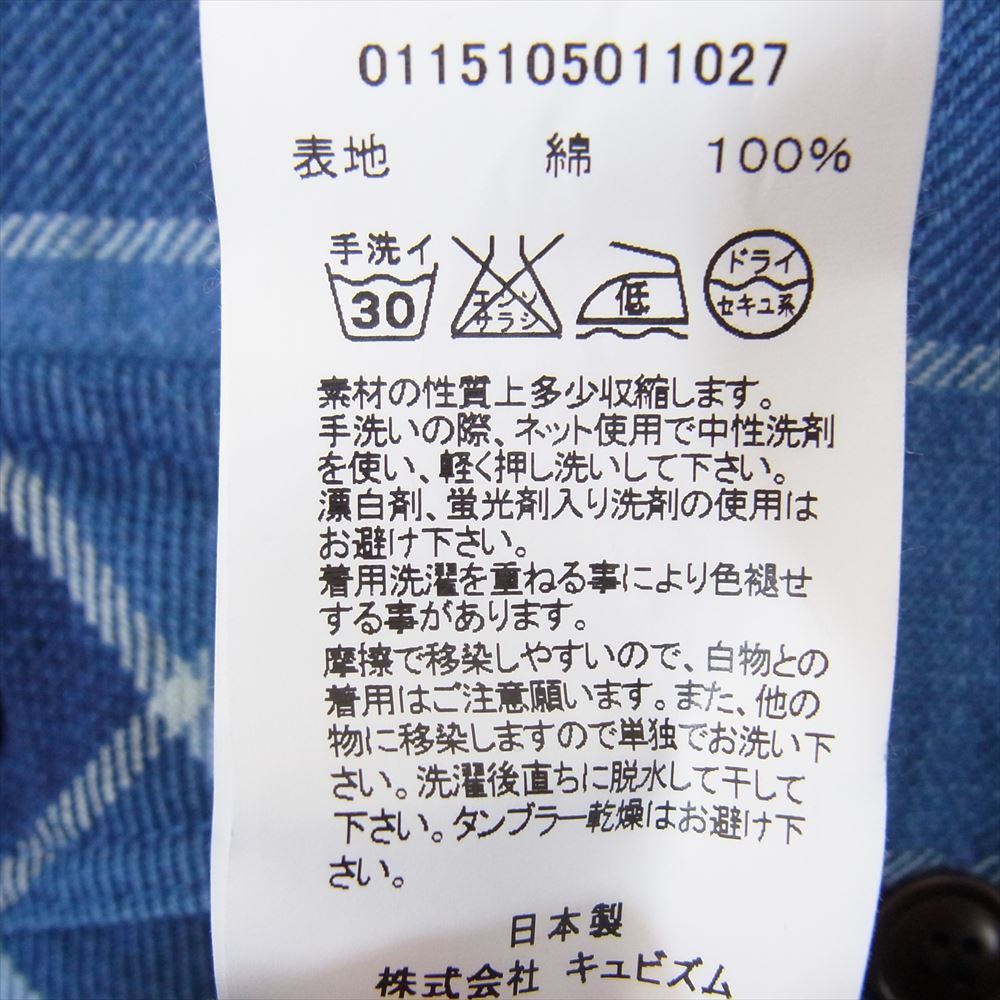 0115105011027
表地 綿 100%
手洗イ
30
エンソ
サラシ
低
ドライ
セキユ系
素材の性質上多少収縮します。
手洗いの際、ネット使用で中性洗剤
を使い、軽く押し洗いして下さい。
漂白剤、蛍光剤入り洗剤の使用は
お避け下さい。
着用洗濯を重ねる事により色褪せ
する事があります。
摩擦で移染しやすいので、白物との
着用はご注意願います。また、他の
物に移染しますので単独でお洗い下
さい。洗濯後直ちに脱水して干して
下さい。タンブラー乾燥はお避け下
さい。
日本製
株式会社 キュビズム